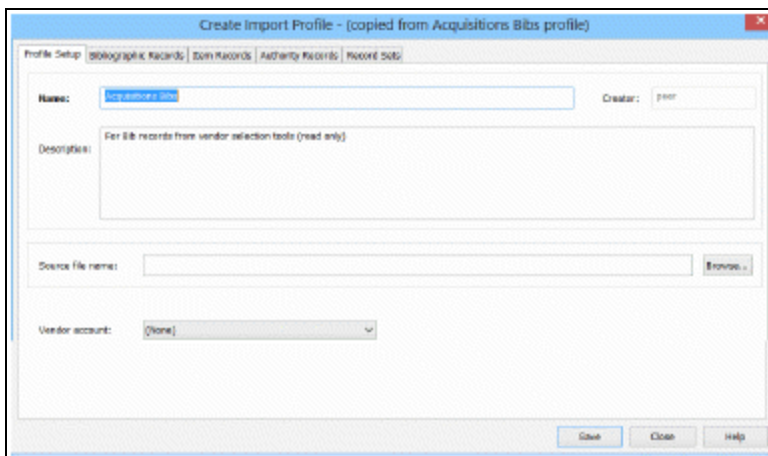 Create Import Profile - (copied from Acquisitions Bibs profile)
Profile Setup Bibliographic Records Item Records Authority Records Record Sets
Name: Acquisitions Bibs Creator:
Description: For Bib records from vendor selection tools (read only)
Source file name: Browse...
Vendor account: (None)
Save Close Help